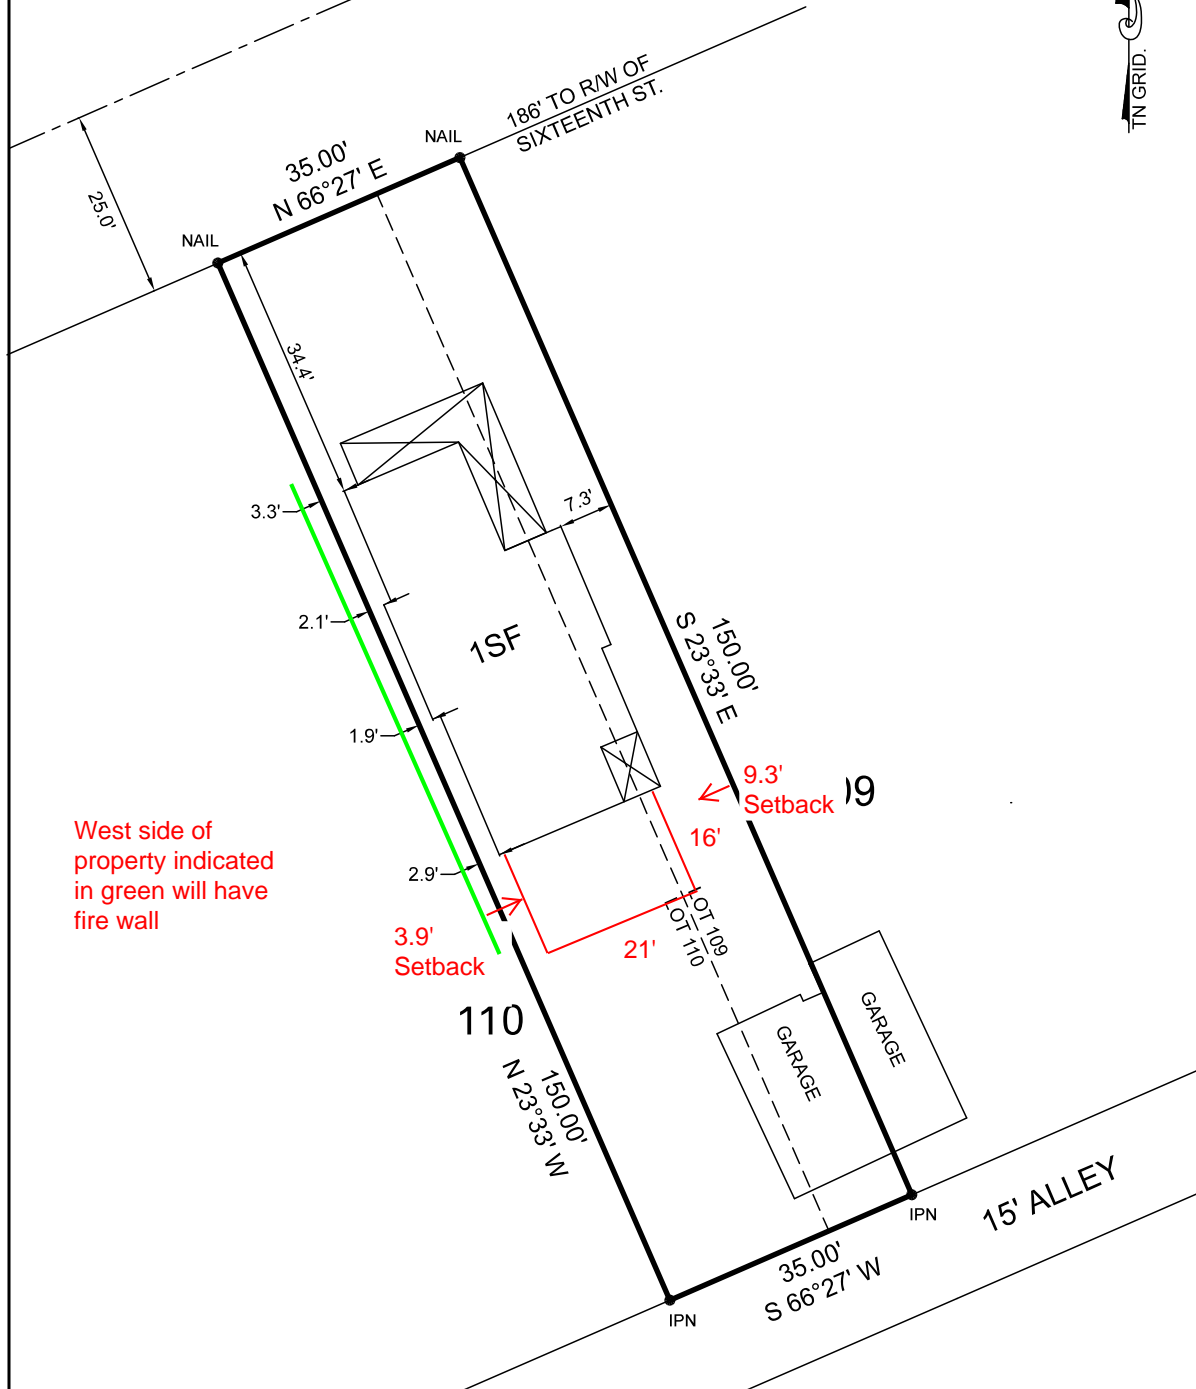 TN GRID.
186' TO R/W OF
SIXTEENTH ST.
NAIL
35.00'
N 66°27' E
25.0'
NAIL
34.4'
3.3'
7.3'
2.1'
1SF
150.00'
S 23°33' E
1.9'
9.3'
Setback
09
West side of
property indicated
in green will have
fire wall
16'
2.9'
LOT 109
LOT 110
3.9'
Setback
21'
110
GARAGE
GARAGE
150.00'
N 23°33' W
15' ALLEY
IPN
35.00'
S 66°27' W
IPN